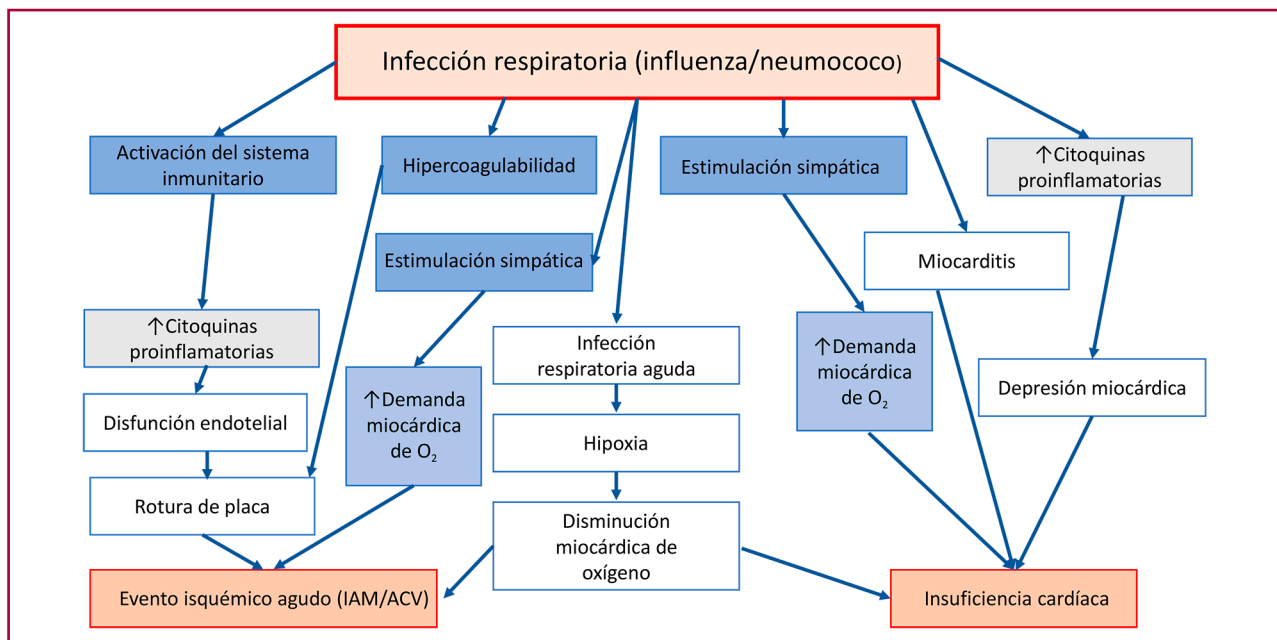 Infección respiratoria (influenza/neumococo)
Activación del sistema
inmunitario
Hipercoagulabilidad
Estimulación simpática
↑Citoquinas
proinflamatorias
Estimulación simpática
Miocarditis
↑Citoquinas
proinflamatorias
Infección
respiratoria aguda
↑Demanda
miocárdica
de O₂
Depresión miocárdica
↑Demanda
miocárdica
de O₂
Disfunción endotelial
Hipoxia
Rotura de placa
Disminución
miocárdica de
oxígeno
Evento isquémico agudo (IAM/ACV)
Insuficiencia cardíaca